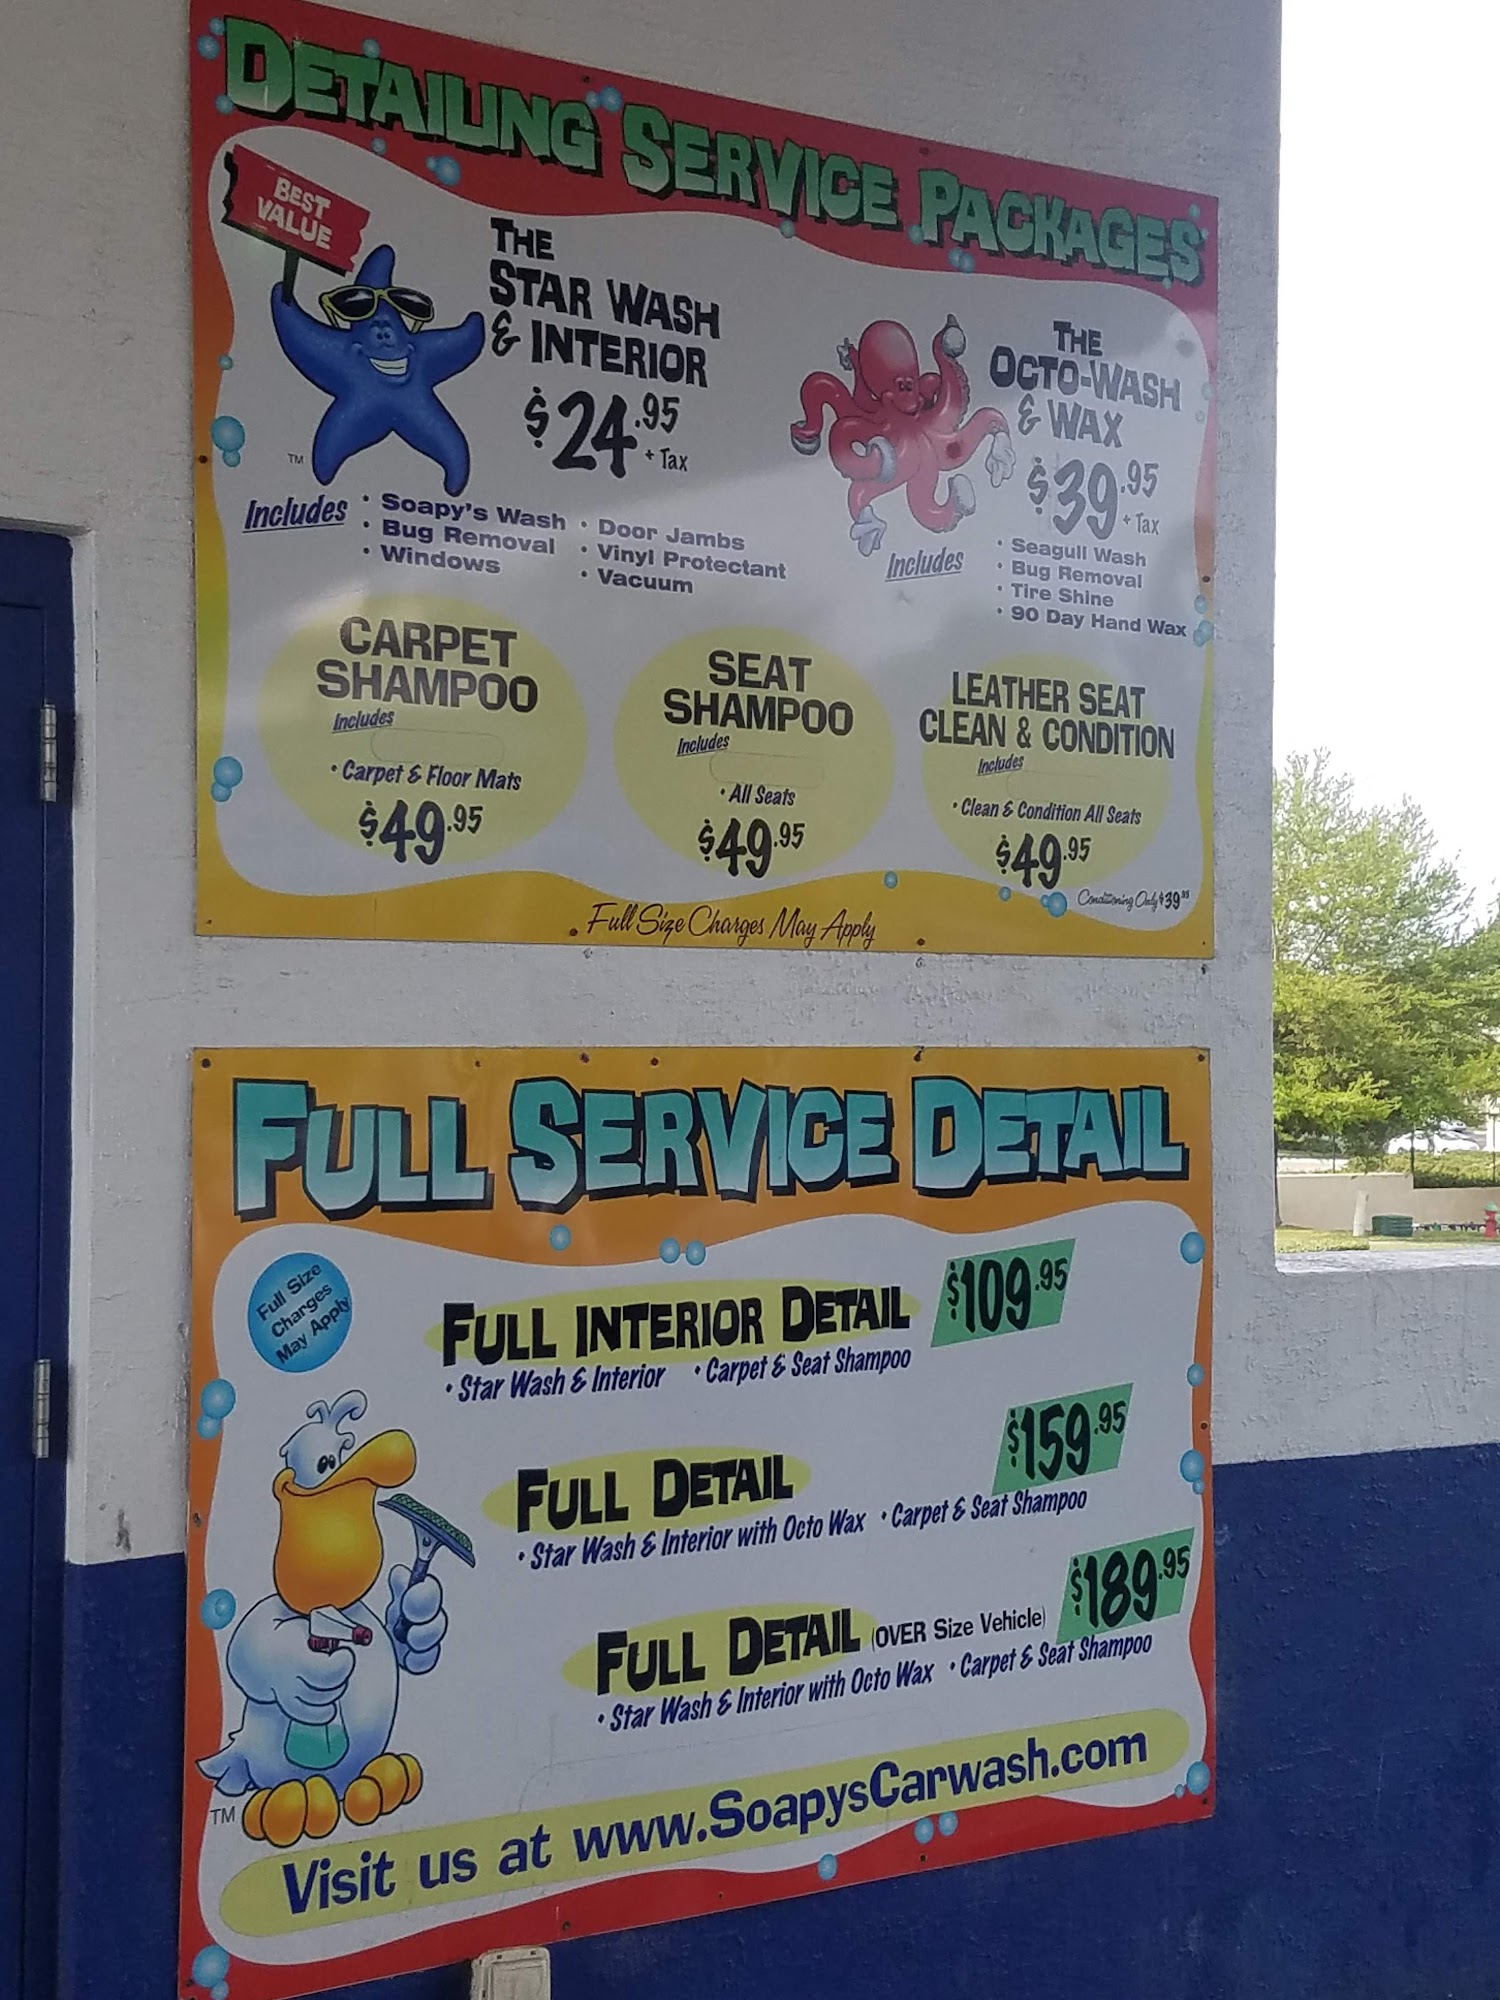 DETAILING SERVICE PACKAGES
BEST
VALUE
THE
STAR WASH
& INTERIOR
$24.95
+ Tax
TM
Includes
• Soapy's Wash
• Bug Removal
• Windows
• Door Jambs
• Vinyl Protectant
• Vacuum
THE
OCTO-WASH
& WAX
$39.95
+ Tax
Includes
• Seagull Wash
• Bug Removal
• Tire Shine
• 90 Day Hand Wax
CARPET
SHAMPOO
Includes
• Carpet & Floor Mats
$49.95
SEAT
SHAMPOO
Includes
• All Seats
$49.95
LEATHER SEAT
CLEAN & CONDITION
Includes
• Clean & Condition All Seats
$49.95
Conditioning Only $39.95
Full Size Charges May Apply
FULL SERVICE DETAIL
Full Size
Charges
May Apply
FULL INTERIOR DETAIL $109.95
• Star Wash & Interior • Carpet & Seat Shampoo
FULL DETAIL $159.95
• Star Wash & Interior with Octo Wax • Carpet & Seat Shampoo
FULL DETAIL (OVER Size Vehicle) $189.95
• Star Wash & Interior with Octo Wax • Carpet & Seat Shampoo
TM
Visit us at www.SoapysCarwash.com